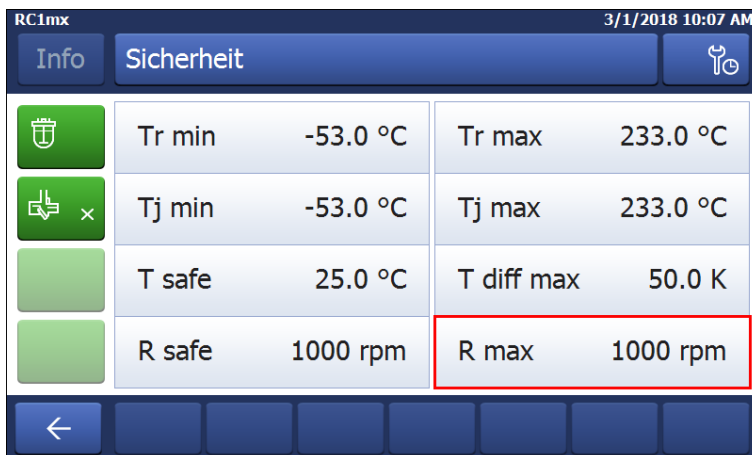 RC1mx 3/1/2018 10:07 AM
Info Sicherheit
Tr min -53.0 °C Tr max 233.0 °C
× Tj min -53.0 °C Tj max 233.0 °C
T safe 25.0 °C T diff max 50.0 K
R safe 1000 rpm R max 1000 rpm